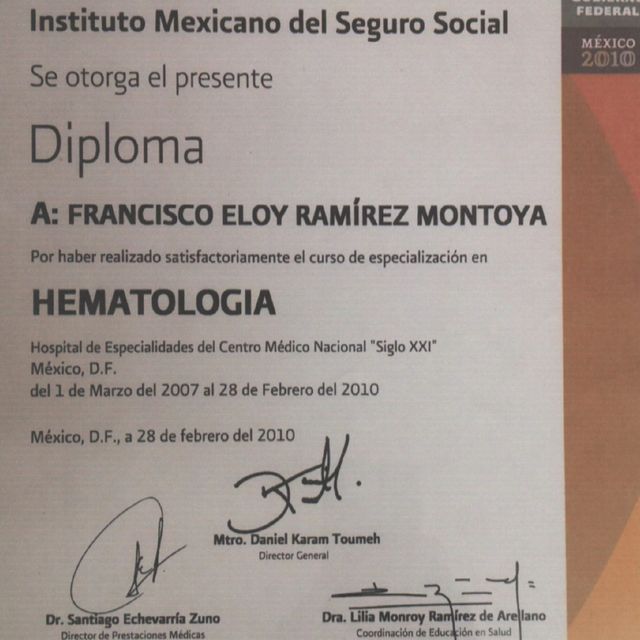 Instituto Mexicano del Seguro Social
FEDERAL
MÉXICO
2010
Se otorga el presente
Diploma
A: FRANCISCO ELOY RAMÍREZ MONTOYA
Por haber realizado satisfactoriamente el curso de especialización en
HEMATOLOGIA
Hospital de Especialidades del Centro Médico Nacional "Siglo XXI"
México, D.F.
del 1 de Marzo del 2007 al 28 de Febrero del 2010
México, D.F., a 28 de febrero del 2010
Mtro. Daniel Karam Toumeh
Director General
Dr. Santiago Echevarría Zuno
Director de Prestaciones Médicas
Dra. Lilia Monroy Ramírez de Arellano
Coordinación de Educación en Salud